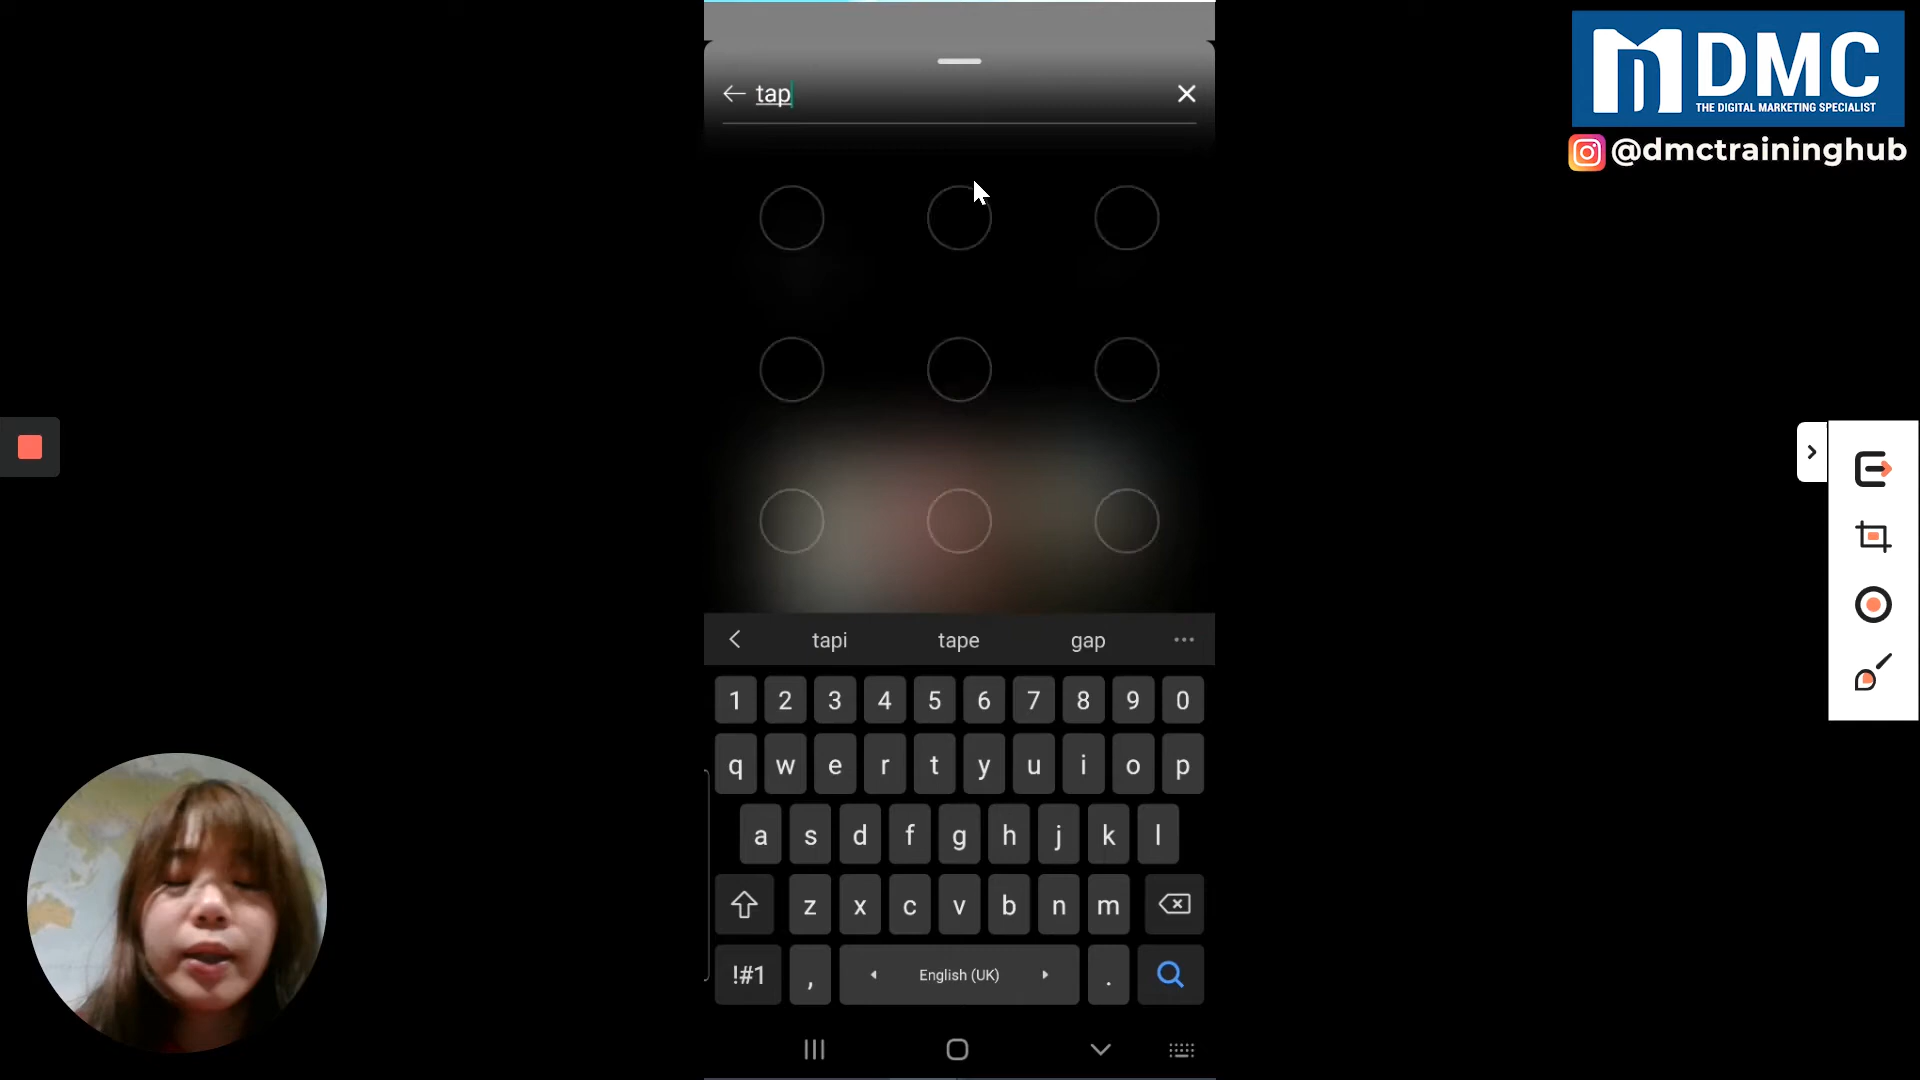 tap
DMC
THE DIGITAL MARKETING SPECIALIST
@dmctraininghub
tapi tape gap
1 2 3 4 5 6 7 8 9 0
q w e r t y u i o p
a s d f g h j k l
z x c v b n m
!#1 , English (UK) .